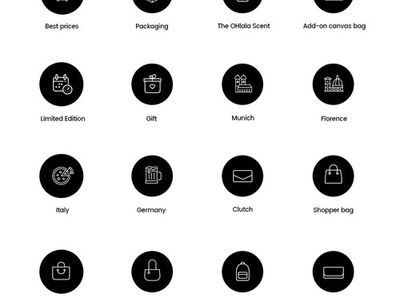 Best prices
Packaging
The OHlala Scent
Add-on canvas bag
Limited Edition
Gift
Munich
Florence
Italy
Germany
Clutch
Shopper bag